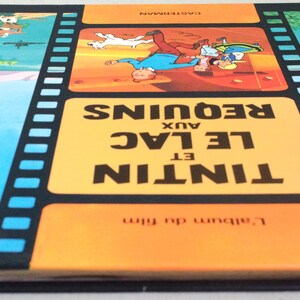 L'album du film
TINTIN
ET
LE LAC
AUX
REQUINS
CASTERMAN